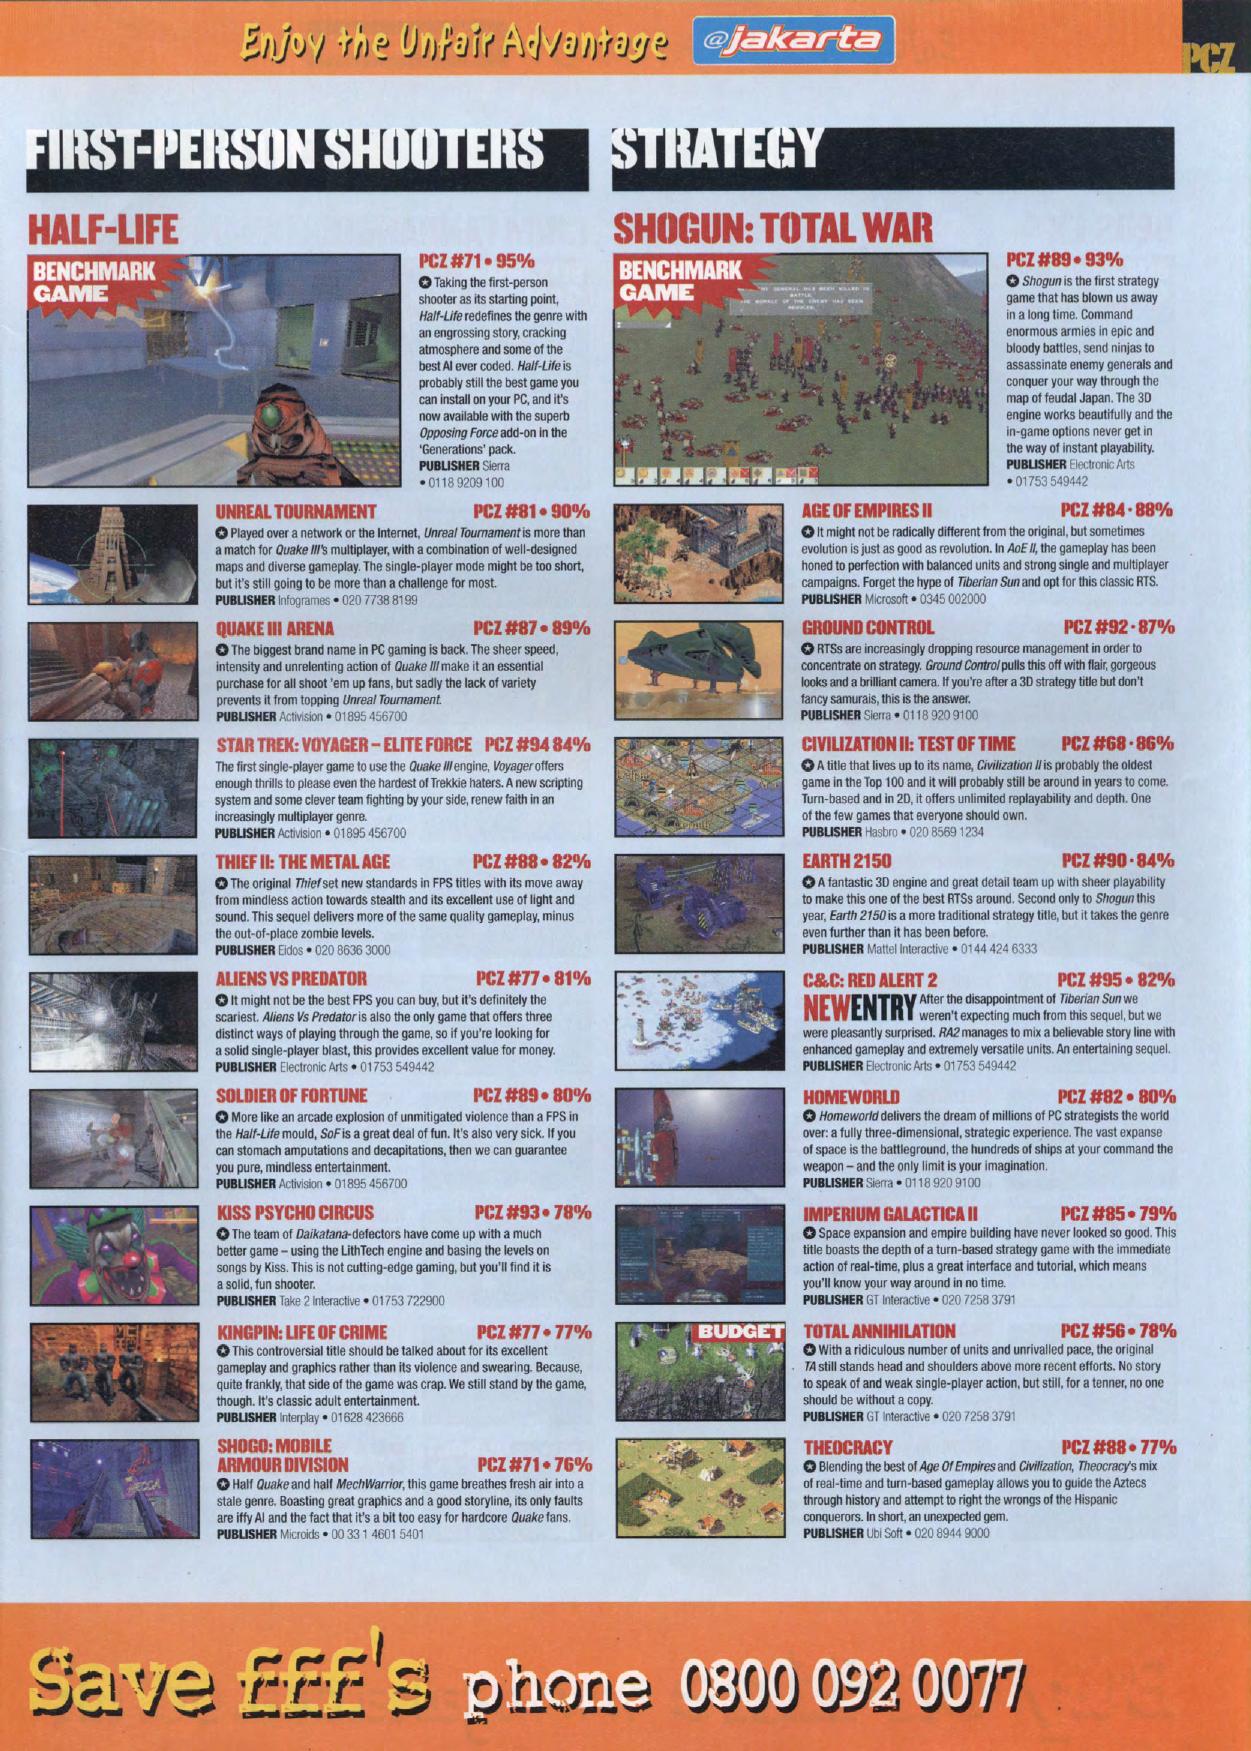 Enjoy the Unfair Advantage @jakarta
PCZ
FIRST-PERSON SHOOTERS
HALF-LIFE
BENCHMARK
GAME
PCZ #71 • 95%
✪ Taking the first-person
shooter as its starting point,
Half-Life redefines the genre with
an engrossing story, cracking
atmosphere and some of the
best AI ever coded. Half-Life is
probably still the best game you
can install on your PC, and it's
now available with the superb
Opposing Force add-on in the
'Generations' pack.
PUBLISHER Sierra
• 0118 9209 100
UNREAL TOURNAMENT PCZ #81 • 90%
✪ Played over a network or the Internet, Unreal Tournament is more than
a match for Quake III's multiplayer, with a combination of well-designed
maps and diverse gameplay. The single-player mode might be too short,
but it's still going to be more than a challenge for most.
PUBLISHER Infogrames • 020 7738 8199
QUAKE III ARENA PCZ #87 • 89%
✪ The biggest brand name in PC gaming is back. The sheer speed,
intensity and unrelenting action of Quake III make it an essential
purchase for all shoot 'em up fans, but sadly the lack of variety
prevents it from topping Unreal Tournament.
PUBLISHER Activision • 01895 456700
STAR TREK: VOYAGER – ELITE FORCE PCZ #94 84%
The first single-player game to use the Quake III engine, Voyager offers
enough thrills to please even the hardest of Trekkie haters. A new scripting
system and some clever team fighting by your side, renew faith in an
increasingly multiplayer genre.
PUBLISHER Activision • 01895 456700
THIEF II: THE METAL AGE PCZ #88 • 82%
✪ The original Thief set new standards in FPS titles with its move away
from mindless action towards stealth and its excellent use of light and
sound. This sequel delivers more of the same quality gameplay, minus
the out-of-place zombie levels.
PUBLISHER Eidos • 020 8636 3000
ALIENS VS PREDATOR PCZ #77 • 81%
✪ It might not be the best FPS you can buy, but it's definitely the
scariest. Aliens Vs Predator is also the only game that offers three
distinct ways of playing through the game, so if you're looking for
a solid single-player blast, this provides excellent value for money.
PUBLISHER Electronic Arts • 01753 549442
SOLDIER OF FORTUNE PCZ #89 • 80%
✪ More like an arcade explosion of unmitigated violence than a FPS in
the Half-Life mould, SoF is a great deal of fun. It's also very sick. If you
can stomach amputations and decapitations, then we can guarantee
you pure, mindless entertainment.
PUBLISHER Activision • 01895 456700
KISS PSYCHO CIRCUS PCZ #93 • 78%
✪ The team of Daikatana-defectors have come up with a much
better game – using the LithTech engine and basing the levels on
songs by Kiss. This is not cutting-edge gaming, but you'll find it is
a solid, fun shooter.
PUBLISHER Take 2 Interactive • 01753 722900
KINGPIN: LIFE OF CRIME PCZ #77 • 77%
✪ This controversial title should be talked about for its excellent
gameplay and graphics rather than its violence and swearing. Because,
quite frankly, that side of the game was crap. We still stand by the game,
though. It's classic adult entertainment.
PUBLISHER Interplay • 01628 423666
SHOGO: MOBILE
ARMOUR DIVISION PCZ #71 • 76%
✪ Half Quake and half MechWarrior, this game breathes fresh air into a
stale genre. Boasting great graphics and a good storyline, its only faults
are iffy AI and the fact that it's a bit too easy for hardcore Quake fans.
PUBLISHER Microids • 00 33 1 4601 5401
STRATEGY
SHOGUN: TOTAL WAR
BENCHMARK
GAME
GENERAL HAS BEEN KILLED IN
BATTLE.
THE MORALE OF THE ENEMY HAS BEEN
REDUCED.
PCZ #89 • 93%
✪ Shogun is the first strategy
game that has blown us away
in a long time. Command
enormous armies in epic and
bloody battles, send ninjas to
assassinate enemy generals and
conquer your way through the
map of feudal Japan. The 3D
engine works beautifully and the
in-game options never get in
the way of instant playability.
PUBLISHER Electronic Arts
• 01753 549442
AGE OF EMPIRES II PCZ #84 • 88%
✪ It might not be radically different from the original, but sometimes
evolution is just as good as revolution. In AoE II, the gameplay has been
honed to perfection with balanced units and strong single and multiplayer
campaigns. Forget the hype of Tiberian Sun and opt for this classic RTS.
PUBLISHER Microsoft • 0345 002000
GROUND CONTROL PCZ #92 • 87%
✪ RTSs are increasingly dropping resource management in order to
concentrate on strategy. Ground Control pulls this off with flair, gorgeous
looks and a brilliant camera. If you're after a 3D strategy title but don't
fancy samurais, this is the answer.
PUBLISHER Sierra • 0118 920 9100
CIVILIZATION II: TEST OF TIME PCZ #68 • 86%
✪ A title that lives up to its name, Civilization II is probably the oldest
game in the Top 100 and it will probably still be around in years to come.
Turn-based and in 2D, it offers unlimited replayability and depth. One
of the few games that everyone should own.
PUBLISHER Hasbro • 020 8569 1234
EARTH 2150 PCZ #90 • 84%
✪ A fantastic 3D engine and great detail team up with sheer playability
to make this one of the best RTSs around. Second only to Shogun this
year, Earth 2150 is a more traditional strategy title, but it takes the genre
even further than it has been before.
PUBLISHER Mattel Interactive • 0144 424 6333
C&C: RED ALERT 2 PCZ #95 • 82%
NEW ENTRY After the disappointment of Tiberian Sun we
weren't expecting much from this sequel, but we
were pleasantly surprised. RA2 manages to mix a believable story line with
enhanced gameplay and extremely versatile units. An entertaining sequel.
PUBLISHER Electronic Arts • 01753 549442
HOMEWORLD PCZ #82 • 80%
✪ Homeworld delivers the dream of millions of PC strategists the world
over: a fully three-dimensional, strategic experience. The vast expanse
of space is the battleground, the hundreds of ships at your command the
weapon – and the only limit is your imagination.
PUBLISHER Sierra • 0118 920 9100
IMPERIUM GALACTICA II PCZ #85 • 79%
✪ Space expansion and empire building have never looked so good. This
title boasts the depth of a turn-based strategy game with the immediate
action of real-time, plus a great interface and tutorial, which means
you'll know your way around in no time.
PUBLISHER GT Interactive • 020 7258 3791
BUDGET
TOTAL ANNIHILATION PCZ #56 • 78%
✪ With a ridiculous number of units and unrivalled pace, the original
TA still stands head and shoulders above more recent efforts. No story
to speak of and weak single-player action, but still, for a tenner, no one
should be without a copy.
PUBLISHER GT Interactive • 020 7258 3791
THEOCRACY PCZ #88 • 77%
✪ Blending the best of Age Of Empires and Civilization, Theocracy's mix
of real-time and turn-based gameplay allows you to guide the Aztecs
through history and attempt to right the wrongs of the Hispanic
conquerors. In short, an unexpected gem.
PUBLISHER Ubi Soft • 020 8944 9000
Save £££'s phone 0800 092 0077